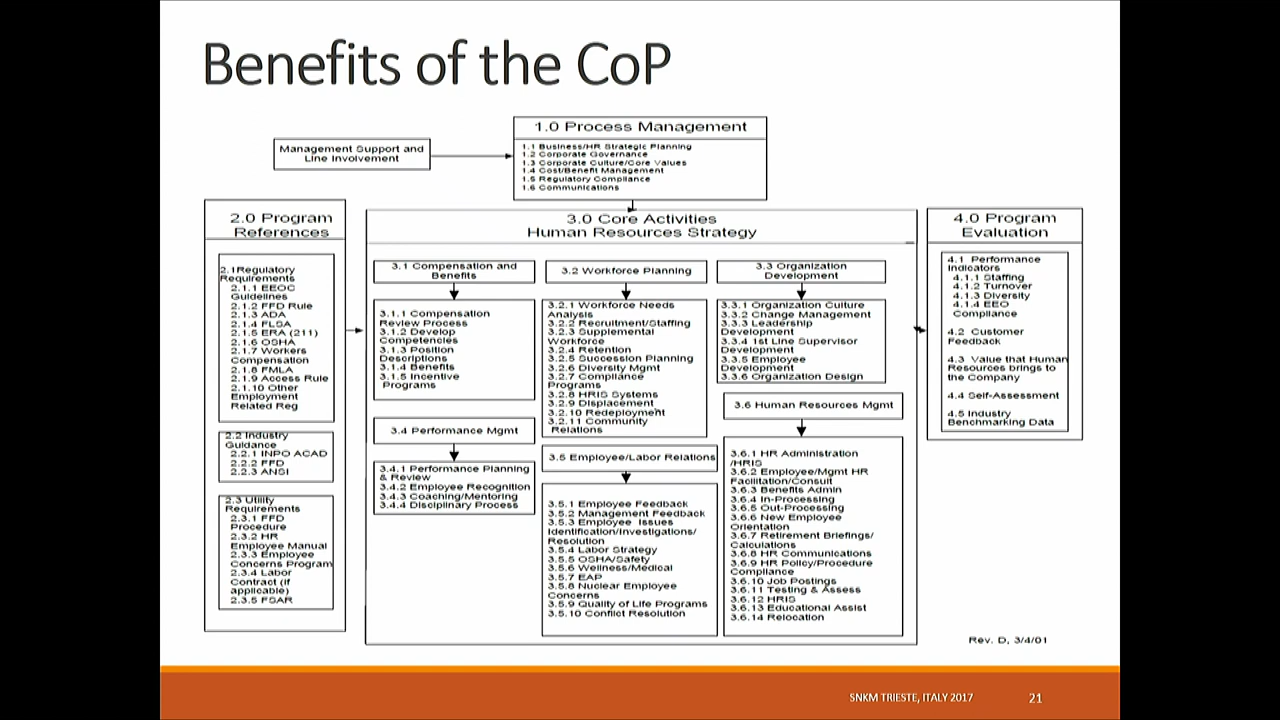 Benefits of the CoP
Management Support and
Line Involvement
1.0 Process Management
1.1 Business/HR Strategic Planning
1.2 Corporate Governance
1.3 Corporate Culture/Core Values
1.4 Cost/Benefit Management
1.5 Regulatory Compliance
1.6 Communications
2.0 Program
References
2.1Regulatory
Requirements
2.1.1 EEOC
Guidelines
2.1.2 FFD Rule
2.1.3 ADA
2.1.4 FLSA
2.1.5 ERA (211)
2.1.6 OSHA
2.1.7 Workers
Compensation
2.1.8 FMLA
2.1.9 Access Rule
2.1.10 Other
Employment
Related Reg
2.2 Industry
Guidance
2.2.1 INPO ACAD
2.2.2 FFD
2.2.3 ANSI
2.3 Utility
Requirements
2.3.1 FFD
Procedure
2.3.2 HR
Employee Manual
2.3.3 Employee
Concerns Program
2.3.4 Labor
Contract (if
applicable)
2.3.5 FSAR
3.0 Core Activities
Human Resources Strategy
3.1 Compensation and
Benefits
3.1.1 Compensation
Review Process
3.1.2 Develop
Competencies
3.1.3 Position
Descriptions
3.1.4 Benefits
3.1.5 Incentive
Programs
3.4 Performance Mgmt
3.4.1 Performance Planning
& Review
3.4.2 Employee Recognition
3.4.3 Coaching/Mentoring
3.4.4 Disciplinary Process
3.2 Workforce Planning
3.2.1 Workforce Needs
Analysis
3.2.2 Recruitment/Staffing
3.2.3 Supplemental
Workforce
3.2.4 Retention
3.2.5 Succession Planning
3.2.6 Diversity Mgmt
3.2.7 Compliance
Programs
3.2.8 HRIS Systems
3.2.9 Displacement
3.2.10 Redeployment
3.2.11 Community
Relations
3.5 Employee/Labor Relations
3.5.1 Employee Feedback
3.5.2 Management Feedback
3.5.3 Employee Issues
Identification/Investigations/
Resolution
3.5.4 Labor Strategy
3.5.5 OSHA/Safety
3.5.6 Wellness/Medical
3.5.7 EAP
3.5.8 Nuclear Employee
Concerns
3.5.9 Quality of Life Programs
3.5.10 Conflict Resolution
3.3 Organization
Development
3.3.1 Organization Culture
3.3.2 Change Management
3.3.3 Leadership
Development
3.3.4 1st Line Supervisor
Development
3.3.5 Employee
Development
3.3.6 Organization Design
3.6 Human Resources Mgmt
3.6.1 HR Administration
/HRIS
3.6.2 Employee/Mgmt HR
Facilitation/Consult
3.6.3 Benefits Admin
3.6.4 In-Processing
3.6.5 Out-Processing
3.6.6 New Employee
Orientation
3.6.7 Retirement Briefings/
Calculations
3.6.8 HR Communications
3.6.9 HR Policy/Procedure
Compliance
3.6.10 Job Postings
3.6.11 Testing & Assess
3.6.12 HRIS
3.6.13 Educational Assist
3.6.14 Relocation
4.0 Program
Evaluation
4.1 Performance
Indicators
4.1.1 Staffing
4.1.2 Turnover
4.1.3 Diversity
4.1.4 EEO
Compliance
4.2 Customer
Feedback
4.3 Value that Human
Resources brings to
the Company
4.4 Self-Assessment
4.5 Industry
Benchmarking Data
Rev. D, 3/4/01
SNKM TRIESTE, ITALY 2017
21